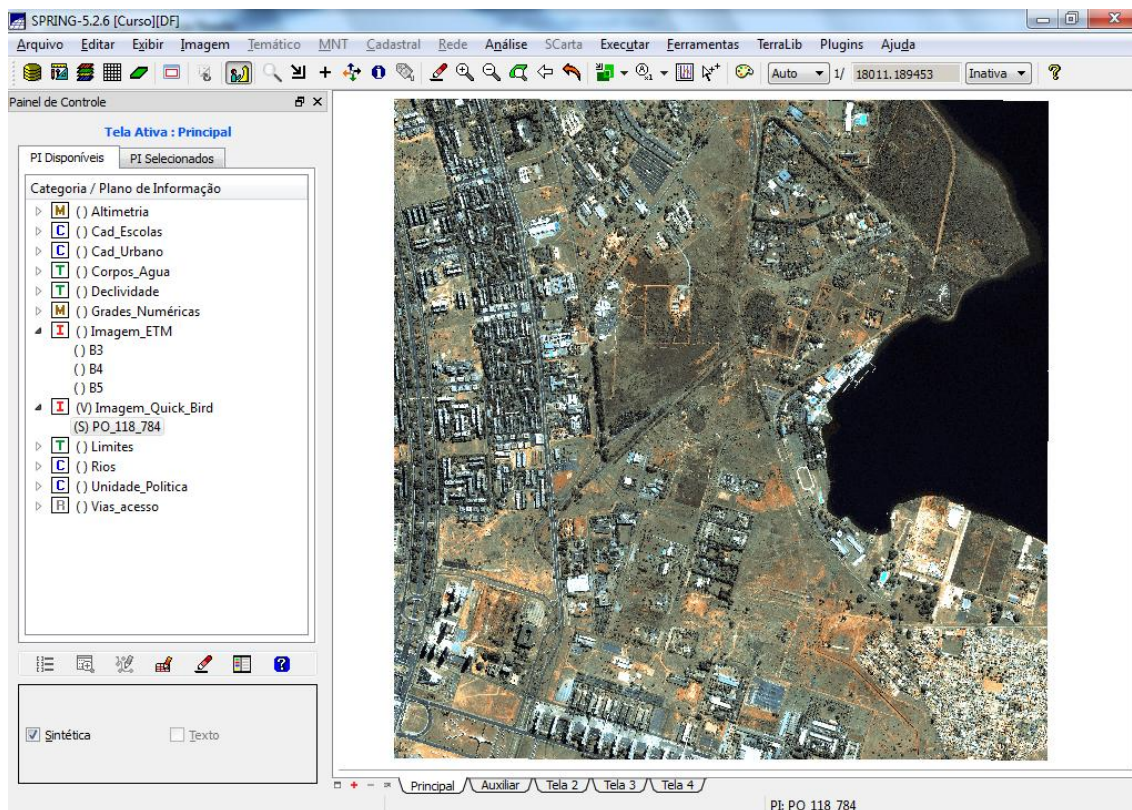 SPRING-5.2.6 [Curso][DF]
Arquivo Editar Exibir Imagem Temático MNT Cadastral Rede Análise SCarta Executar Ferramentas TerraLib Plugins Ajuda
Auto 1/ 18011.189453 Inativa
Painel de Controle
Tela Ativa : Principal
PI Disponíveis PI Selecionados
Categoria / Plano de Informação
M ( ) Altimetria
C ( ) Cad_Escolas
C ( ) Cad_Urbano
T ( ) Corpos_Agua
T ( ) Declividade
M ( ) Grades_Numéricas
I ( ) Imagem_ETM
( ) B3
( ) B4
( ) B5
I (V) Imagem_Quick_Bird
(S) PO_118_784
T ( ) Limites
C ( ) Rios
C ( ) Unidade_Politica
R ( ) Vias_acesso
Sintética Texto
Principal Auxiliar Tela 2 Tela 3 Tela 4
PI: PO_118_784